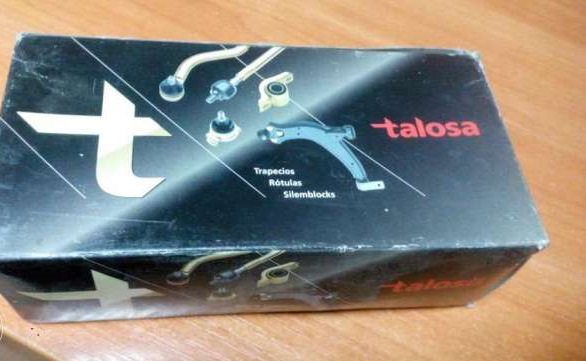 talosa
Trapecios
Rótulas
Silemblocks
talosa